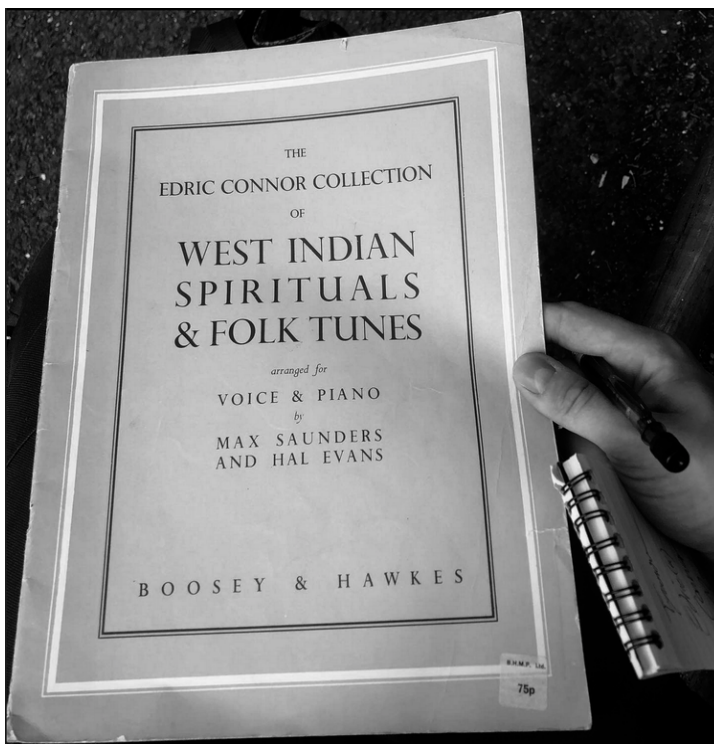 THE
EDRIC CONNOR COLLECTION
OF
WEST INDIAN
SPIRITUALS
& FOLK TUNES
arranged for
VOICE & PIANO
by
MAX SAUNDERS
AND HAL EVANS
BOOSEY & HAWKES
B.H.M.P. Ltd.
75p